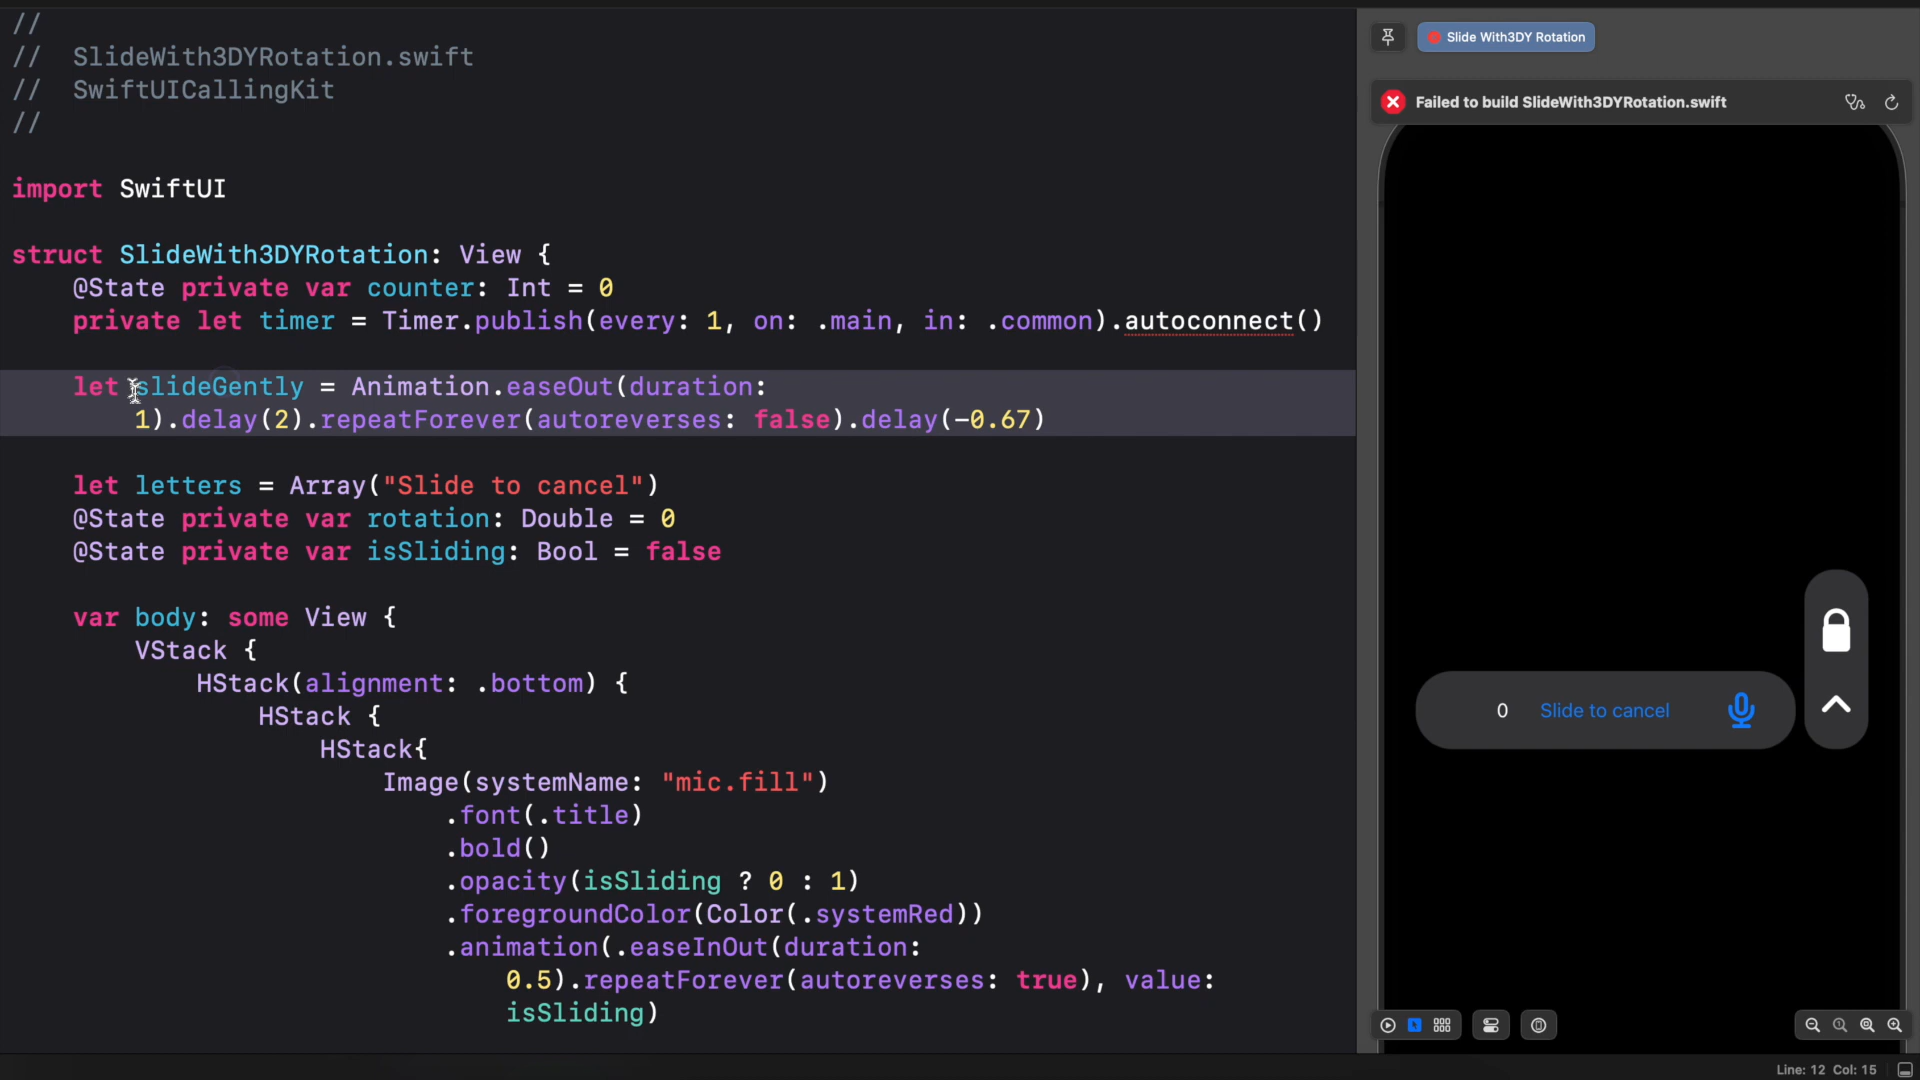 //
//  SlideWith3DYRotation.swift
//  SwiftUICallingKit
//
import SwiftUI
struct SlideWith3DYRotation: View {
    @State private var counter: Int = 0
    private let timer = Timer.publish(every: 1, on: .main, in: .common).autoconnect()
    let slideGently = Animation.easeOut(duration:
        1).delay(2).repeatForever(autoreverses: false).delay(-0.67)
    let letters = Array("Slide to cancel")
    @State private var rotation: Double = 0
    @State private var isSliding: Bool = false
    var body: some View {
        VStack {
            HStack(alignment: .bottom) {
                HStack {
                    HStack{
                        Image(systemName: "mic.fill")
                            .font(.title)
                            .bold()
                            .opacity(isSliding ? 0 : 1)
                            .foregroundColor(Color(.systemRed))
                            .animation(.easeInOut(duration:
                                0.5).repeatForever(autoreverses: true), value:
                                isSliding)
Slide With3DY Rotation
Failed to build SlideWith3DYRotation.swift
0 Slide to cancel
Line: 12 Col: 15